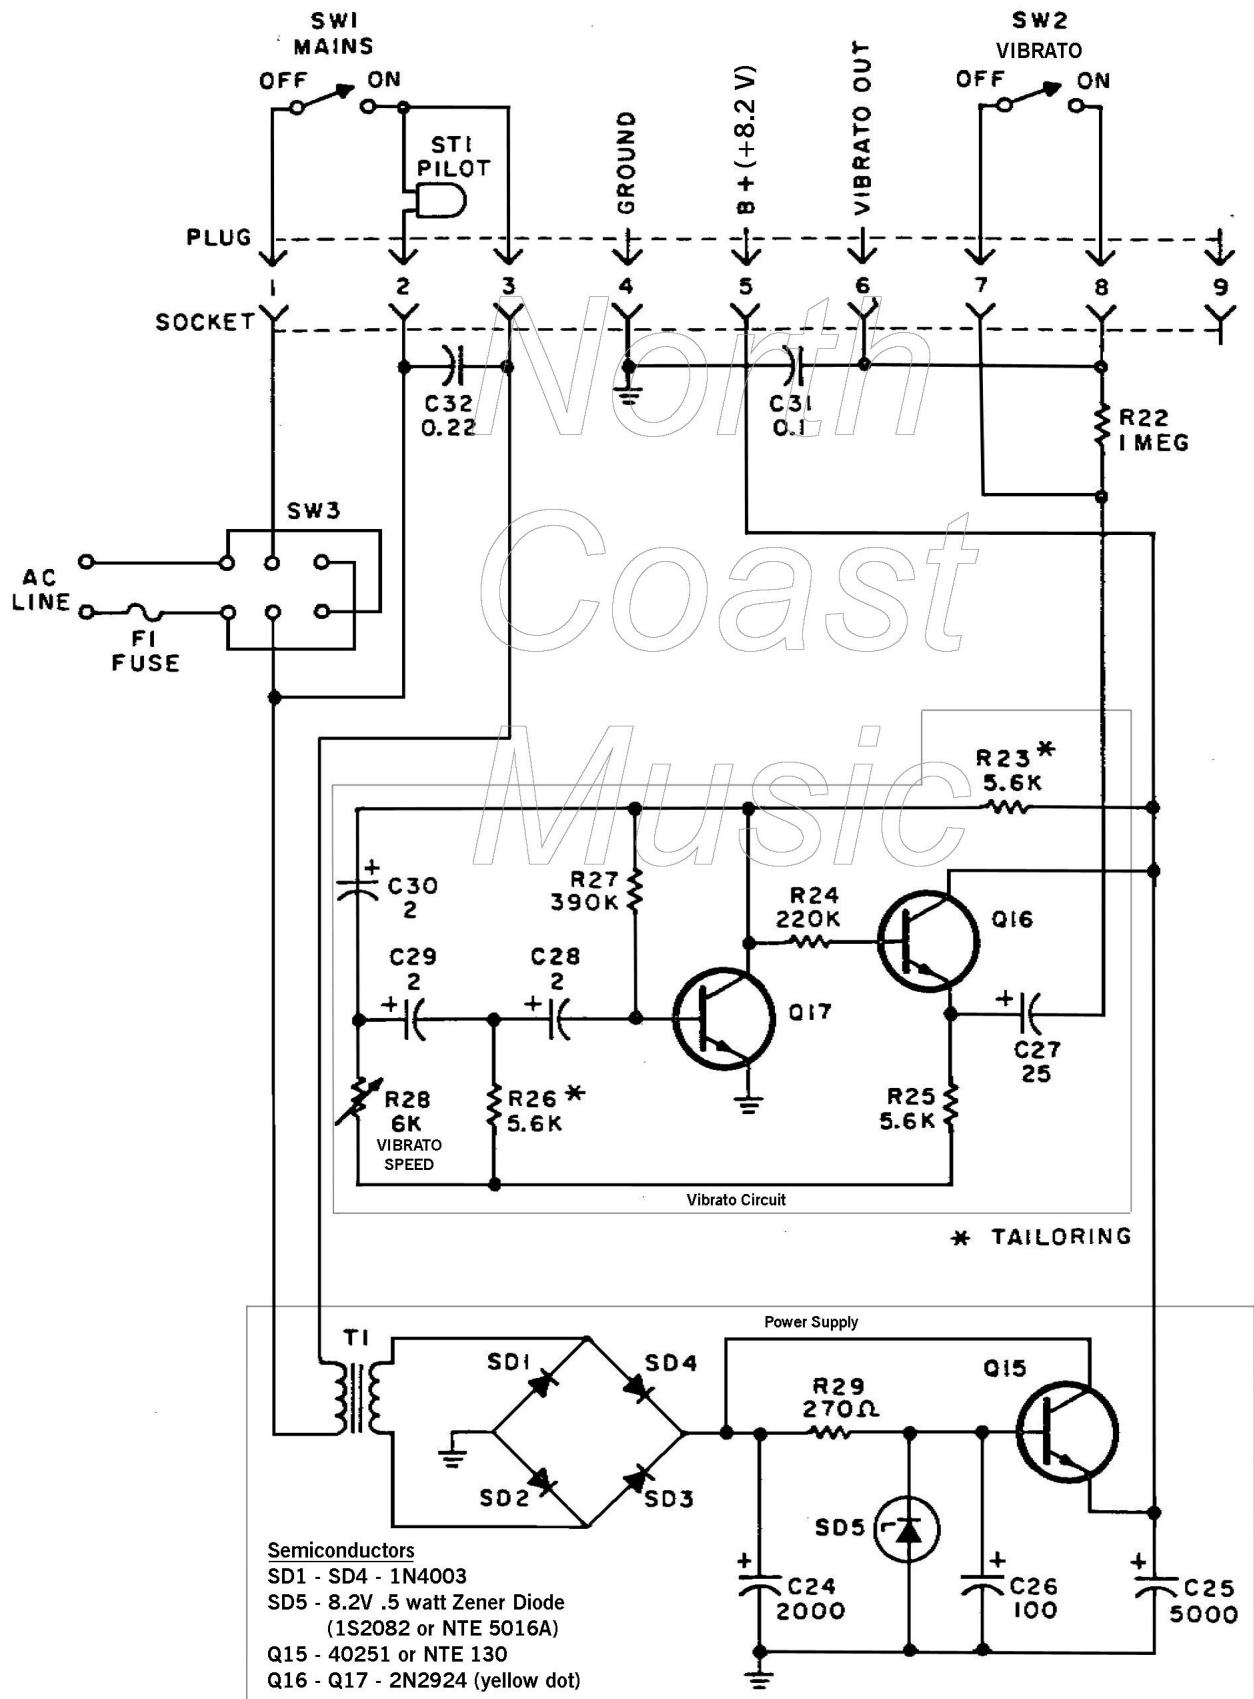 SW1
MAINS
OFF
ON
ST1
PILOT
GROUND
B + (+8.2 V)
VIBRATO OUT
SW2
VIBRATO
OFF
ON
PLUG
1 2 3 4 5 6 7 8 9
SOCKET
C32
0.22
C31
0.1
R22
1 MEG
North
Coast
Music
SW3
AC
LINE
F1
FUSE
R23 *
5.6K
C30
2
+
R27
390K
R24
220K
Q16
C29
2
+
C28
2
+
Q17
+
C27
25
R28
6K
VIBRATO
SPEED
R26 *
5.6K
R25
5.6K
Vibrato Circuit
* TAILORING
Power Supply
T1
SD1
SD4
SD2
SD3
R29
270Ω
Q15
SD5
+
C24
2000
+
C26
100
+
C25
5000
Semiconductors
SD1 - SD4 - 1N4003
SD5 - 8.2V .5 watt Zener Diode
(1S2082 or NTE 5016A)
Q15 - 40251 or NTE 130
Q16 - Q17 - 2N2924 (yellow dot)